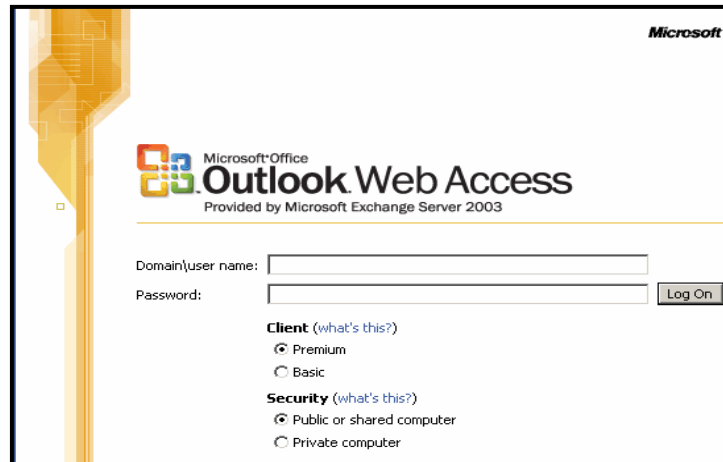 Microsoft
Microsoft Office
Outlook Web Access
Provided by Microsoft Exchange Server 2003
Domain\user name:
Password:
Log On
Client (what's this?)
Premium
Basic
Security (what's this?)
Public or shared computer
Private computer